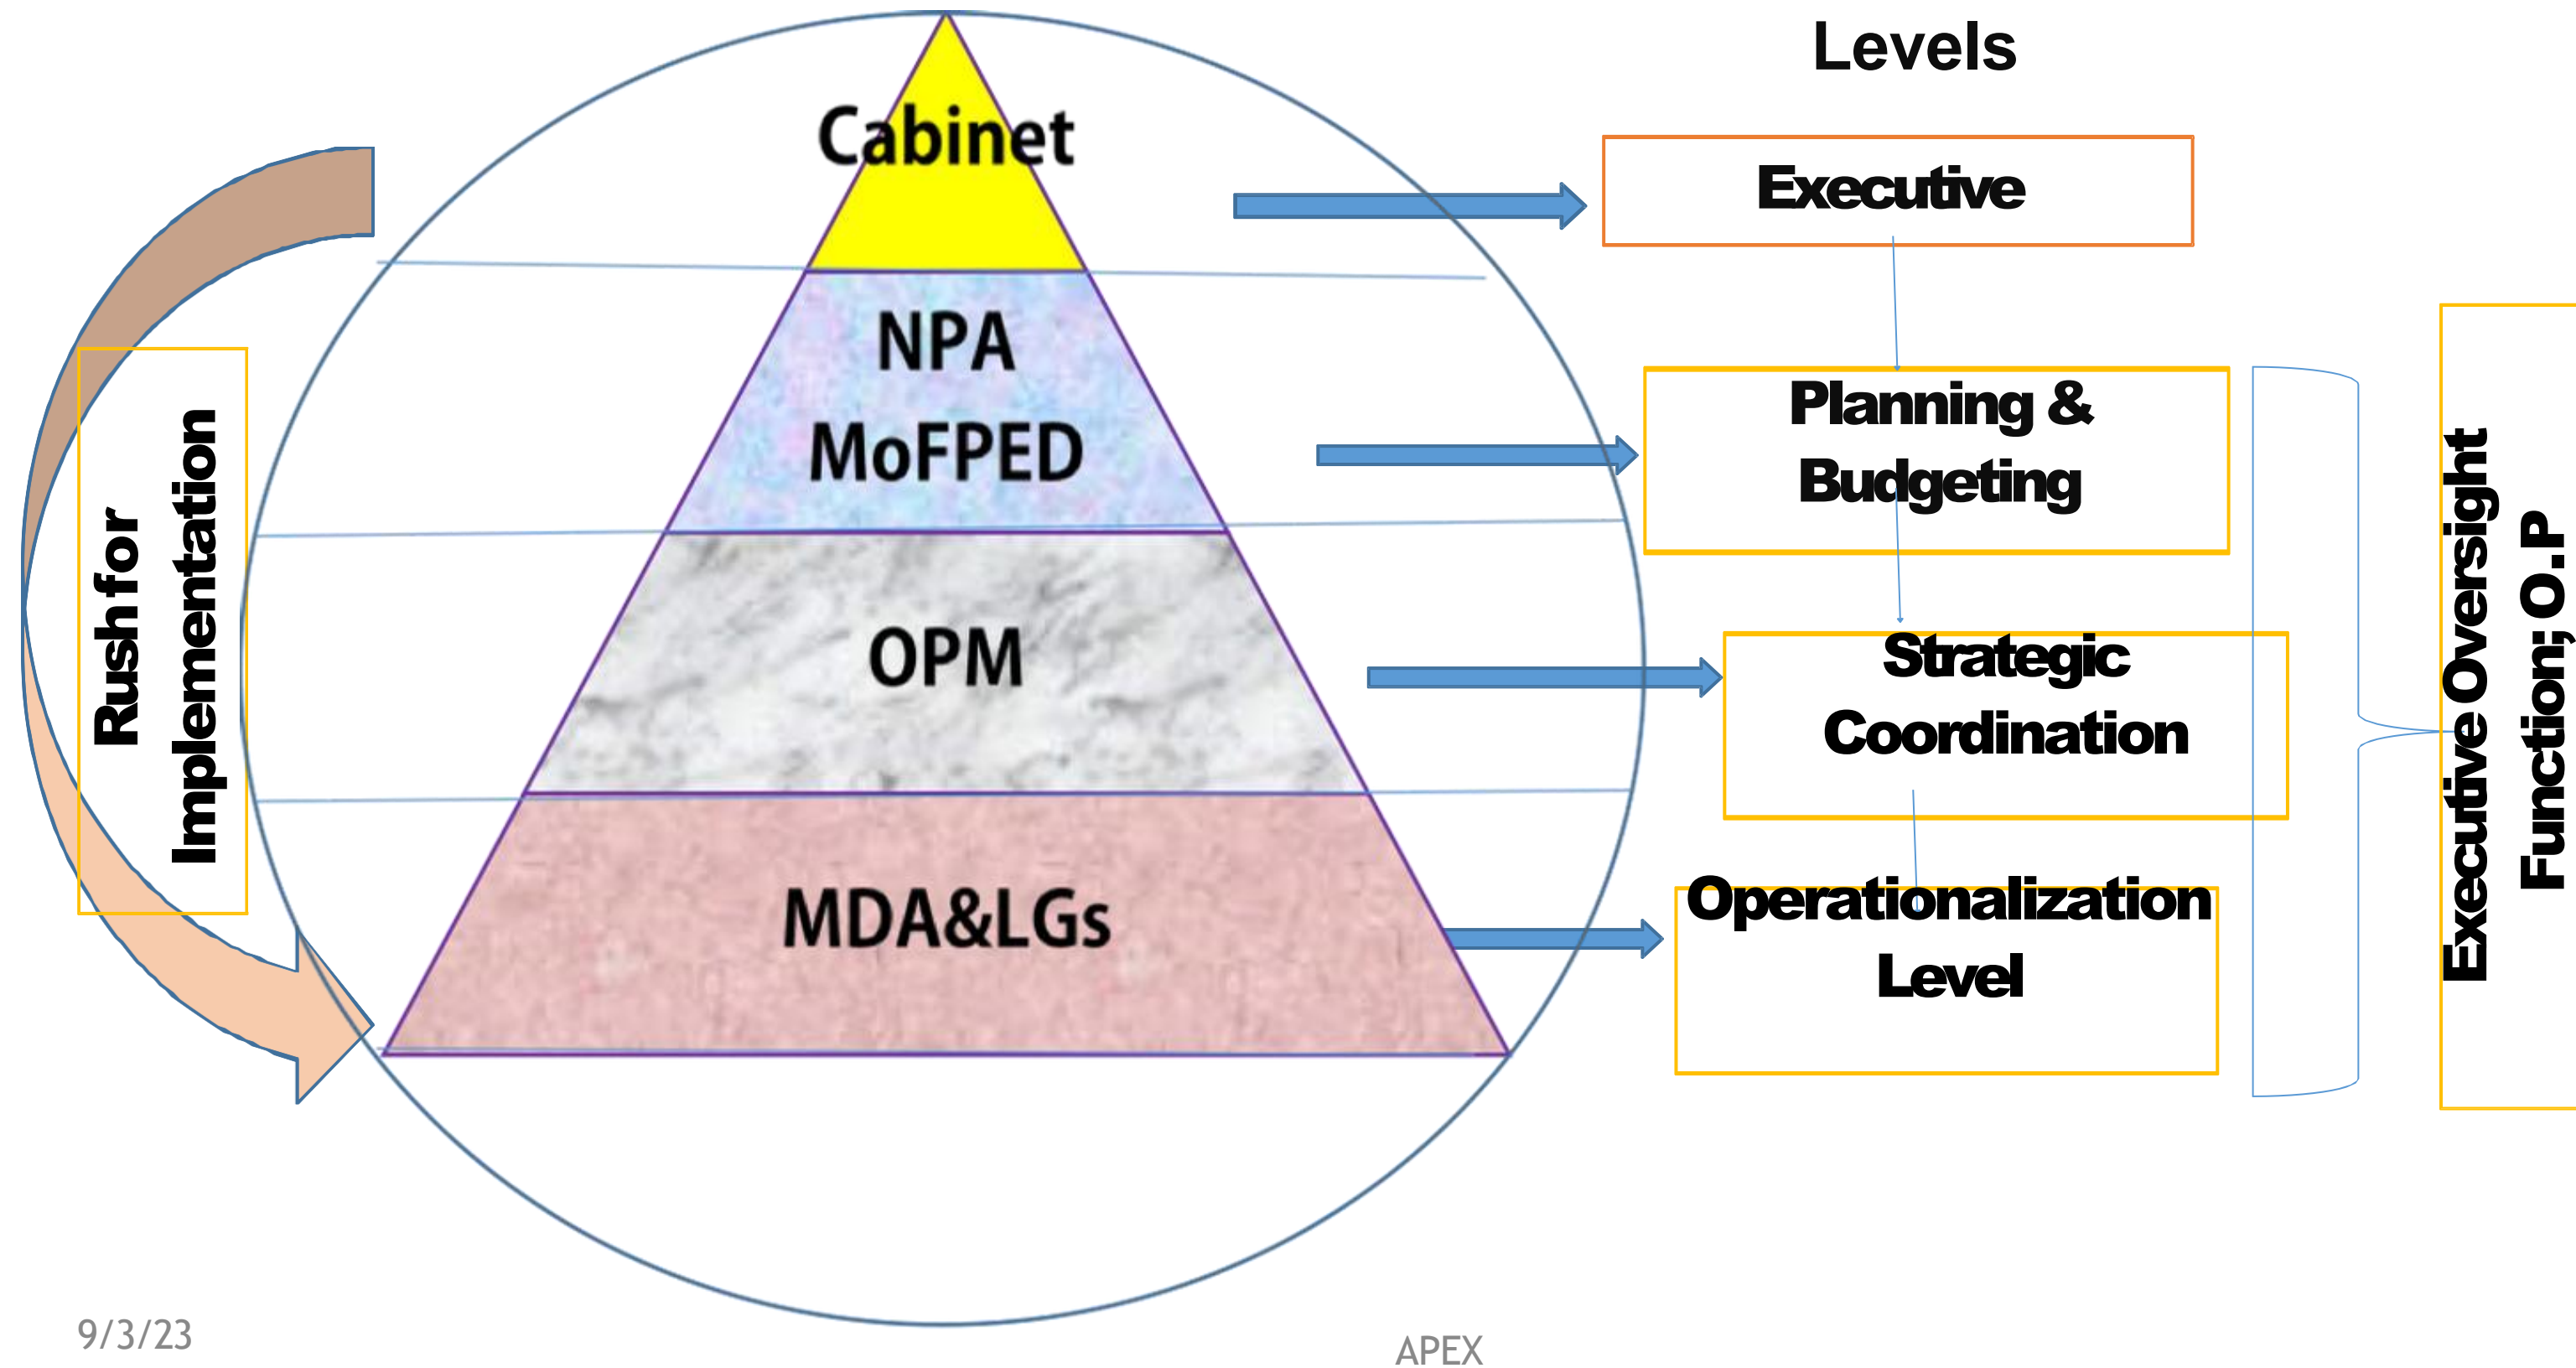 Levels
Cabinet
Executive
NPA
MoFPED
Planning &
Budgeting
OPM
Strategic
Coordination
MDA&LGs
Operationalization
Level
Rush for
Implementation
Executive Oversight
Function; O.P
9/3/23
APEX